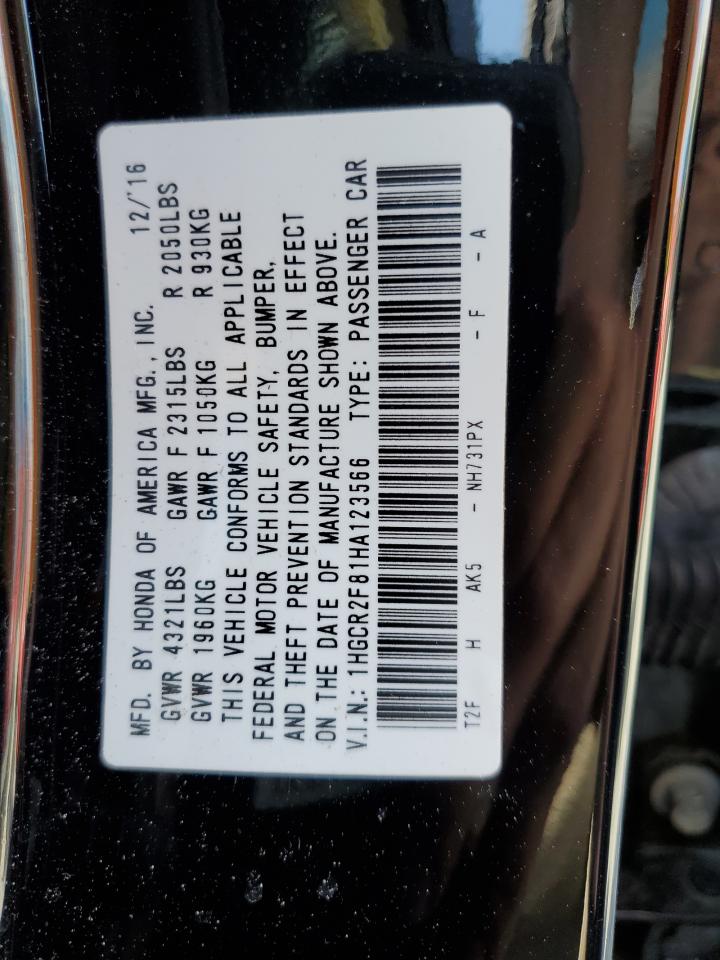 MFD. BY HONDA OF AMERICA MFG., INC. 12/'16
GVWR 4321LBS GAWR F 2315LBS R 2050LBS
GVWR 1960KG GAWR F 1050KG R 930KG
THIS VEHICLE CONFORMS TO ALL APPLICABLE
FEDERAL MOTOR VEHICLE SAFETY, BUMPER,
AND THEFT PREVENTION STANDARDS IN EFFECT
ON THE DATE OF MANUFACTURE SHOWN ABOVE.
V.I.N.: 1HGCR2F81HA123566 TYPE: PASSENGER CAR
T2F H AK5 - NH731PX - F - A